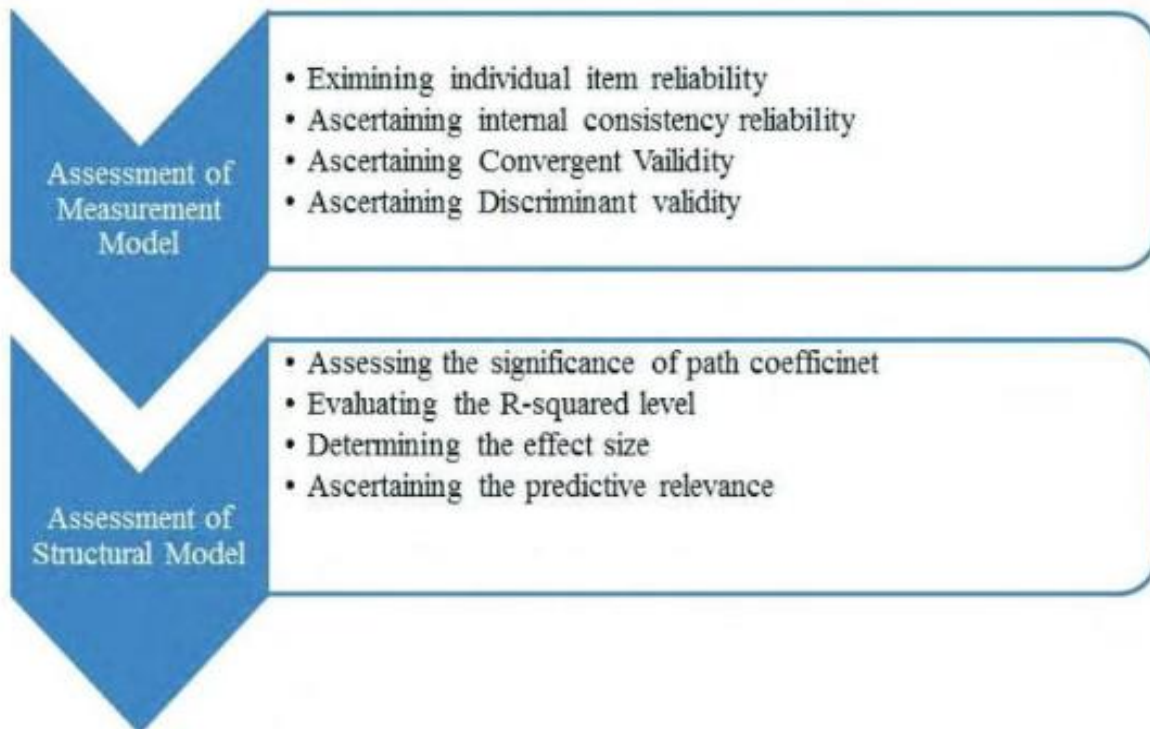 Assessment of
Measurement
Model
• Eximining individual item reliability
• Ascertaining internal consistency reliability
• Ascertaining Convergent Vailidity
• Ascertaining Discriminant validity
Assessment of
Structural Model
• Assessing the significance of path coefficinet
• Evaluating the R-squared level
• Determining the effect size
• Ascertaining the predictive relevance